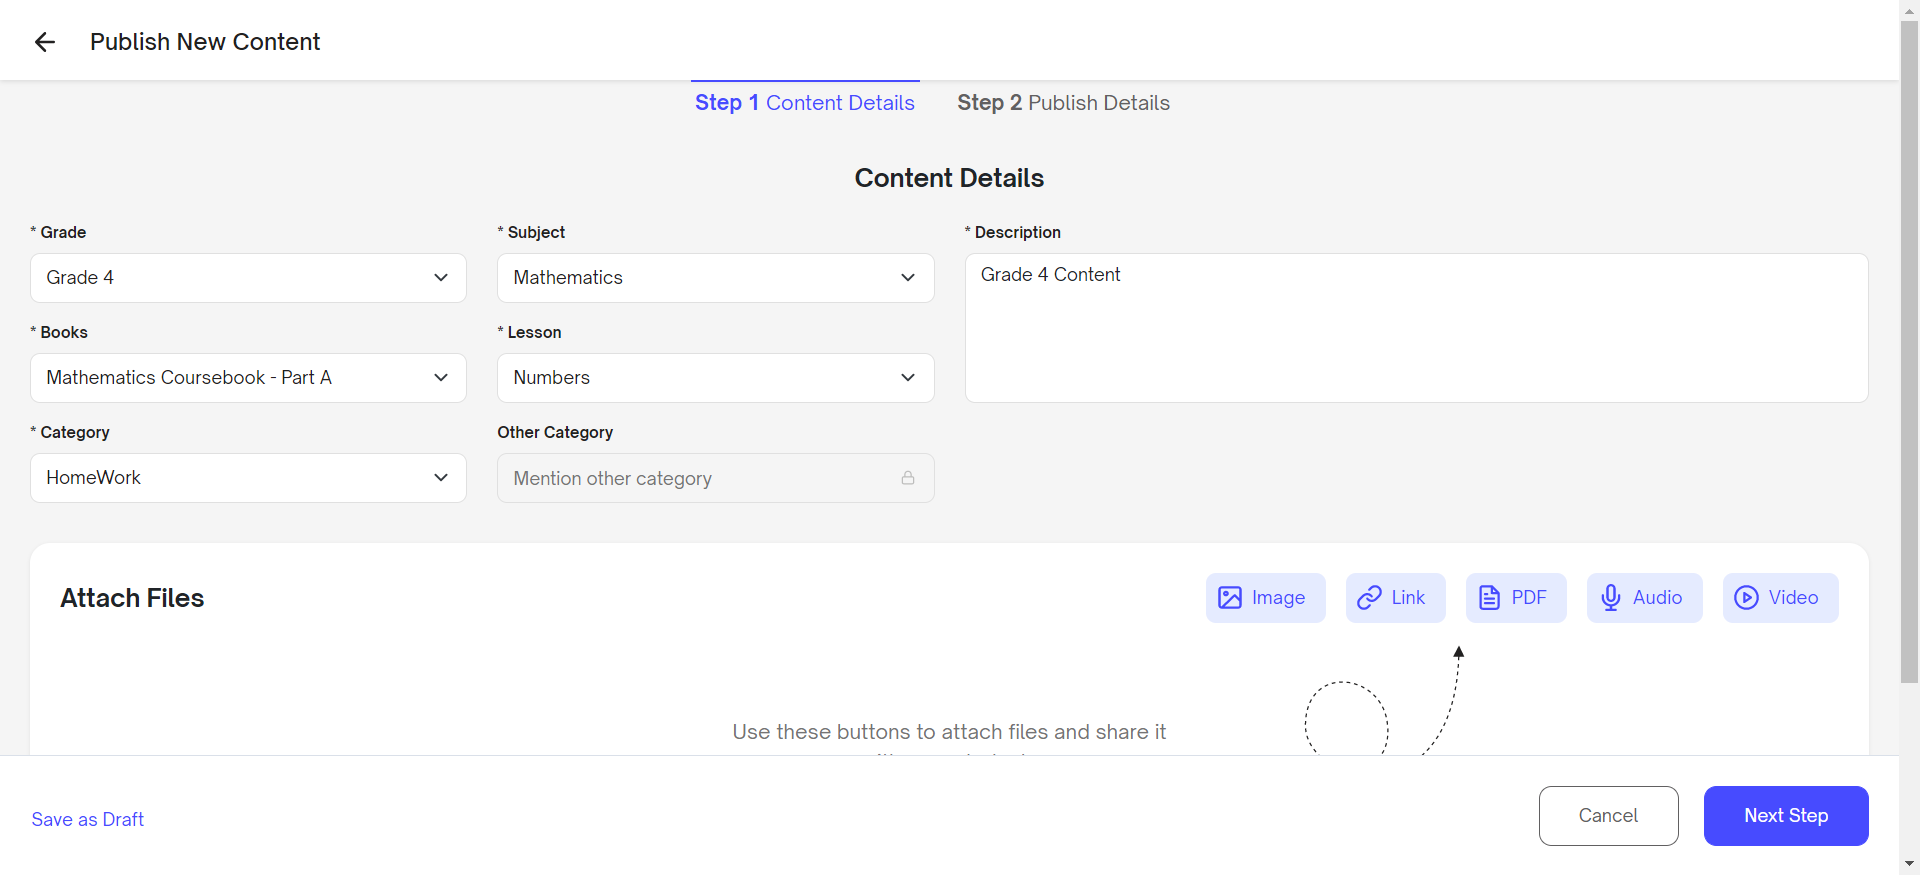 Publish New Content
Step 1 Content Details
Step 2 Publish Details
Content Details
* Grade
Grade 4
* Subject
Mathematics
* Description
Grade 4 Content
* Books
Mathematics Coursebook - Part A
* Lesson
Numbers
* Category
HomeWork
Other Category
Mention other category
Attach Files
Image
Link
PDF
Audio
Video
Use these buttons to attach files and share it
Save as Draft
Cancel
Next Step